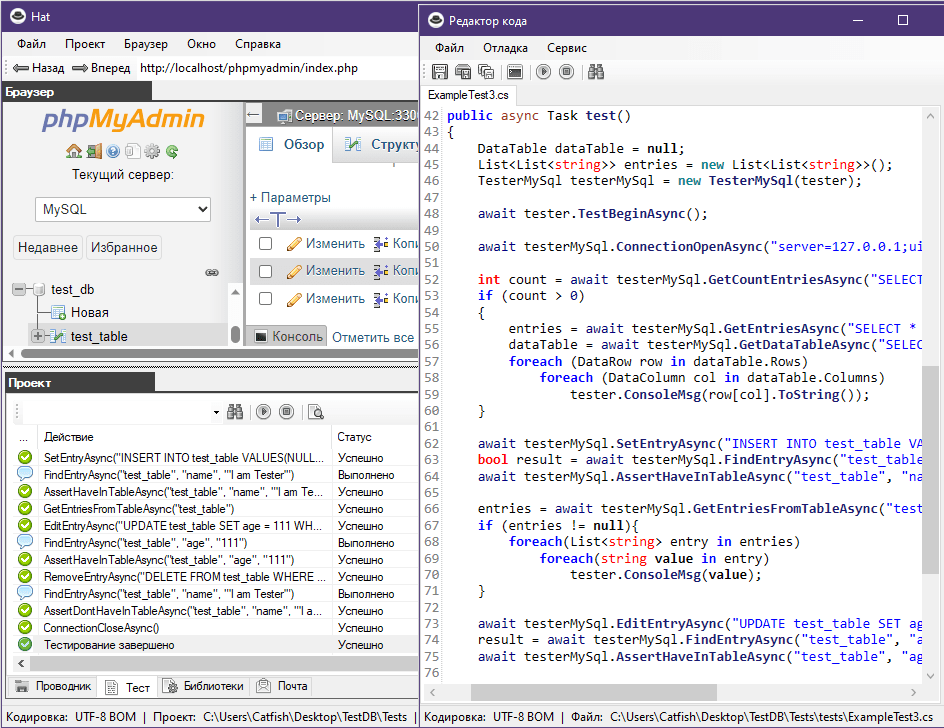 Hat
Файл Проект Браузер Окно Справка
Назад Вперед http://localhost/phpmyadmin/index.php
Браузер
phpMyAdmin
Текущий сервер:
MySQL
Недавнее Избранное
test_db
Новая
test_table
Сервер: MySQL:330
Обзор Структу
+ Параметры
←T→
Изменить Копи
Изменить Копи
Изменить Копи
Консоль Отметить все
Проект
... Действие Статус
SetEntryAsync("INSERT INTO test_table VALUES(NULL... Успешно
FindEntryAsync("test_table", "name", "'I am Tester'") Выполнено
AssertHaveInTableAsync("test_table", "name", "'I am Te... Успешно
GetEntriesFromTableAsync("test_table") Успешно
EditEntryAsync("UPDATE test_table SET age = 111 WH... Успешно
FindEntryAsync("test_table", "age", "111") Выполнено
AssertHaveInTableAsync("test_table", "age", "111") Успешно
RemoveEntryAsync("DELETE FROM test_table WHERE ... Успешно
FindEntryAsync("test_table", "name", "'I am Tester'") Выполнено
AssertDontHaveInTableAsync("test_table", "name", "'I a... Успешно
ConnectionCloseAsync() Успешно
Тестирование завершено Успешно
Проводник Тест Библиотеки Почта
Кодировка: UTF-8 BOM | Проект: C:\Users\Catfish\Desktop\TestDB\Tests |
Редактор кода
Файл Отладка Сервис
ExampleTest3.cs
42 public async Task test()
43 {
44 DataTable dataTable = null;
45 List<List<string>> entries = new List<List<string>>();
46 TesterMySql testerMySql = new TesterMySql(tester);
47
48 await tester.TestBeginAsync();
49
50 await testerMySql.ConnectionOpenAsync("server=127.0.0.1;ui
51
52 int count = await testerMySql.GetCountEntriesAsync("SELECT
53 if (count > 0)
54 {
55 entries = await testerMySql.GetEntriesAsync("SELECT *
56 dataTable = await testerMySql.GetDataTableAsync("SELEC
57 foreach (DataRow row in dataTable.Rows)
58 foreach (DataColumn col in dataTable.Columns)
59 tester.ConsoleMsg(row[col].ToString());
60 }
61
62 await testerMySql.SetEntryAsync("INSERT INTO test_table VA
63 bool result = await testerMySql.FindEntryAsync("test_table
64 await testerMySql.AssertHaveInTableAsync("test_table", "na
65
66 entries = await testerMySql.GetEntriesFromTableAsync("test
67 if (entries != null){
68 foreach(List<string> entry in entries)
69 foreach(string value in entry)
70 tester.ConsoleMsg(value);
71 }
72
73 await testerMySql.EditEntryAsync("UPDATE test_table SET ag
74 result = await testerMySql.FindEntryAsync("test_table", "a
75 await testerMySql.AssertHaveInTableAsync("test_table", "ag
76
Кодировка: UTF-8 BOM | Файл: C:\Users\Catfish\Desktop\TestDB\Tests\tests\ExampleTest3.cs